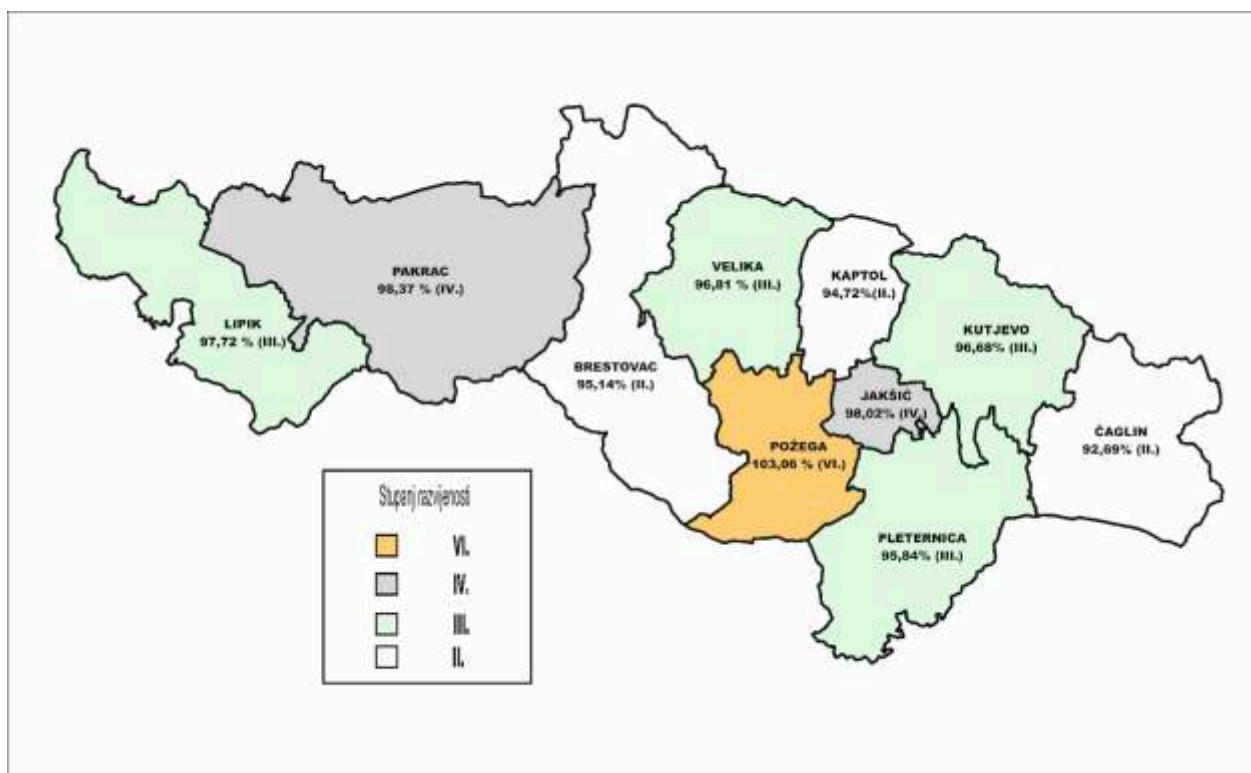 PAKRAC
98,37 % (IV.)
VELIKA
96,81 % (III.)
KAPTOL
94,72%(II.)
LIPIK
97,72 % (III.)
KUTJEVO
96,68% (III.)
BRESTOVAC
95,14% (II.)
JAKŠIĆ
98,02% (IV.)
ČAGLIN
92,69% (II.)
POŽEGA
103,06 % (VI.)
PLETERNICA
95,84% (III.)
Stupanj razvijenosti
VI.
IV.
III.
II.